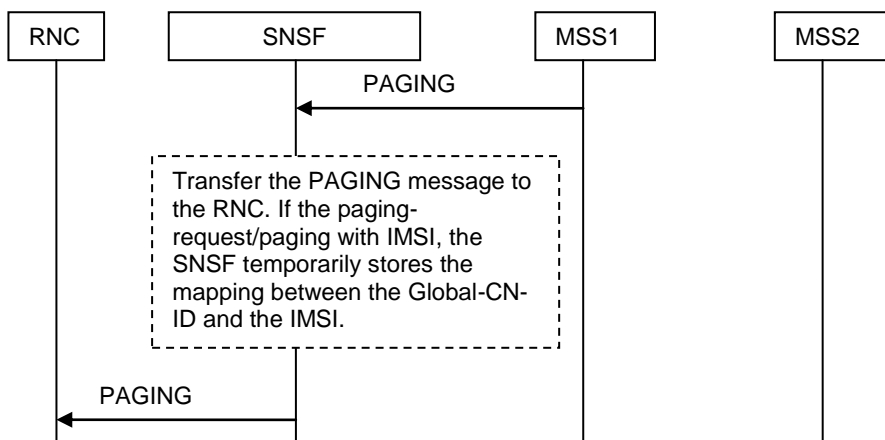 RNC SNSF MSS1 MSS2
PAGING
Transfer the PAGING message to
the RNC. If the paging-
request/paging with IMSI, the
SNSF temporarily stores the
mapping between the Global-CN-
ID and the IMSI.
PAGING